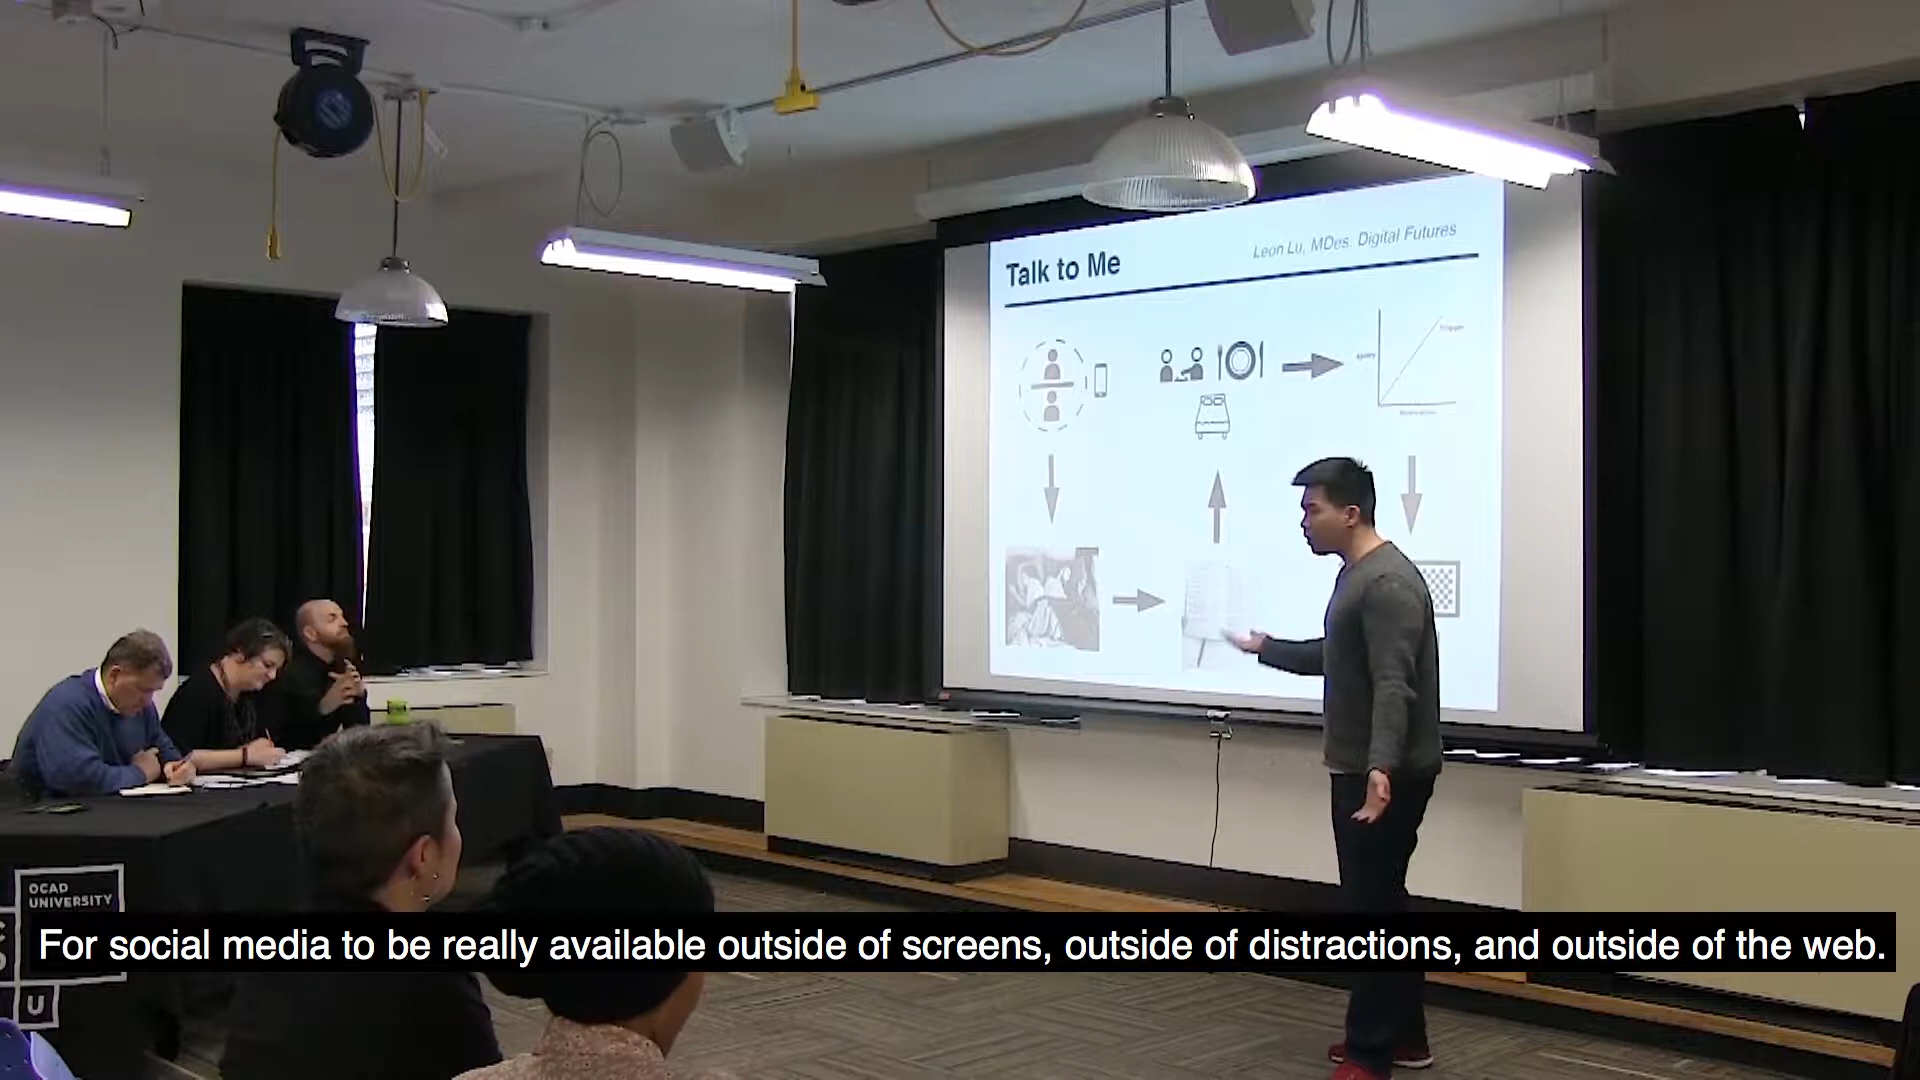 Talk to Me
Leon Lu, MDes. Digital Futures
OCAD
UNIVERSITY
U
For social media to be really available outside of screens, outside of distractions, and outside of the web.